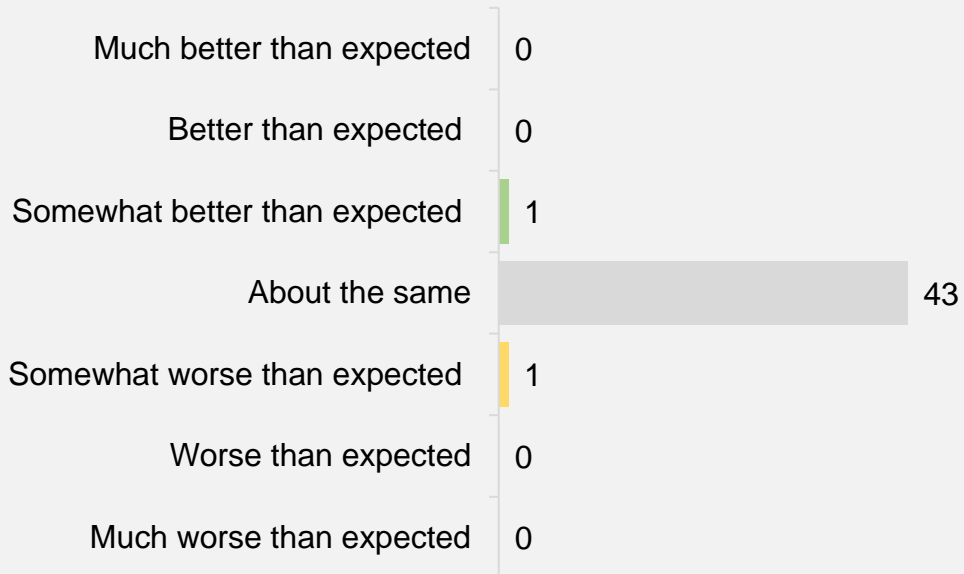 Much better than expected 0
Better than expected 0
Somewhat better than expected 1
About the same 43
Somewhat worse than expected 1
Worse than expected 0
Much worse than expected 0